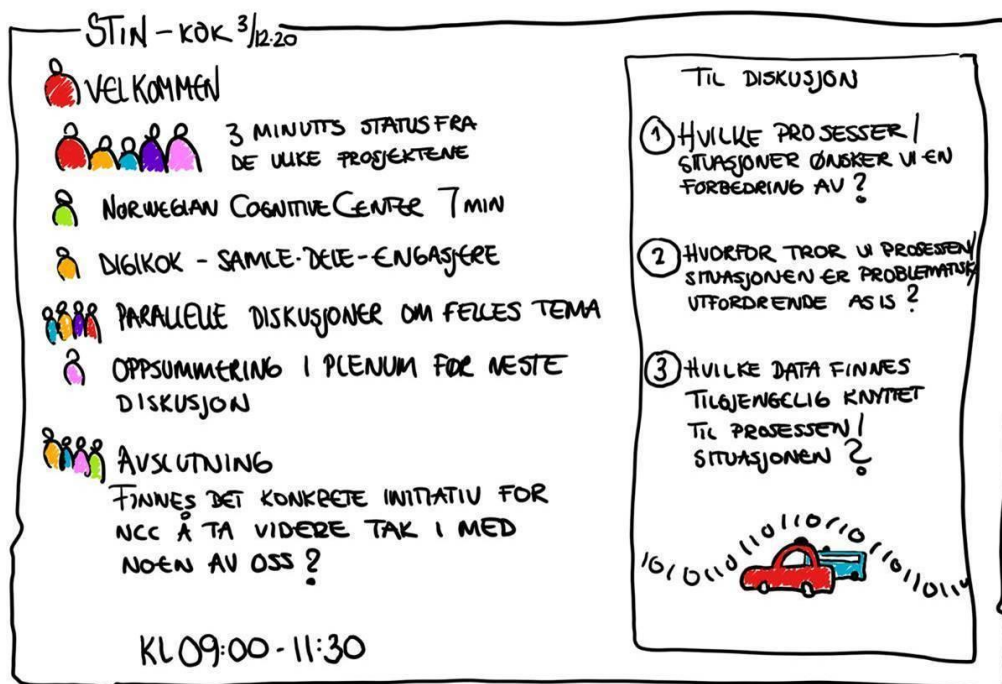 STIN - KOK 3/12.20
VELKOMMEN
3 MINUTTS STATUS FRA
DE ULIKE PROSJEKTENE
NORWEGIAN COGNITIVE CENTER 7 MIN
DIGIKOK - SAMLE-DELE-ENGASJERE
PARALLELLE DISKUSJONER OM FELLES TEMA
OPPSUMMERING I PLENUM FØR NESTE
DISKUSJON
AVSLUTNING
FINNES DET KONKRETE INITIATIV FOR
NCC Å TA VIDERE TAK I MED
NOEN AV OSS?
KL 09:00-11:30
TIL DISKUSJON
1 HVILKE PROSESSER/
SITUASJONER ØNSKER VI EN
FORBEDRING AV?
2 HVORFOR TROR VI PROSESSEN/
SITUASJONEN ER PROBLEMATISK/
UTFORDRENDE AS IS?
3 HVILKE DATA FINNES
TILGJENGELIG KNYTTET
TIL PROSESSEN/
SITUASJONEN?
1010110110110110110110110111